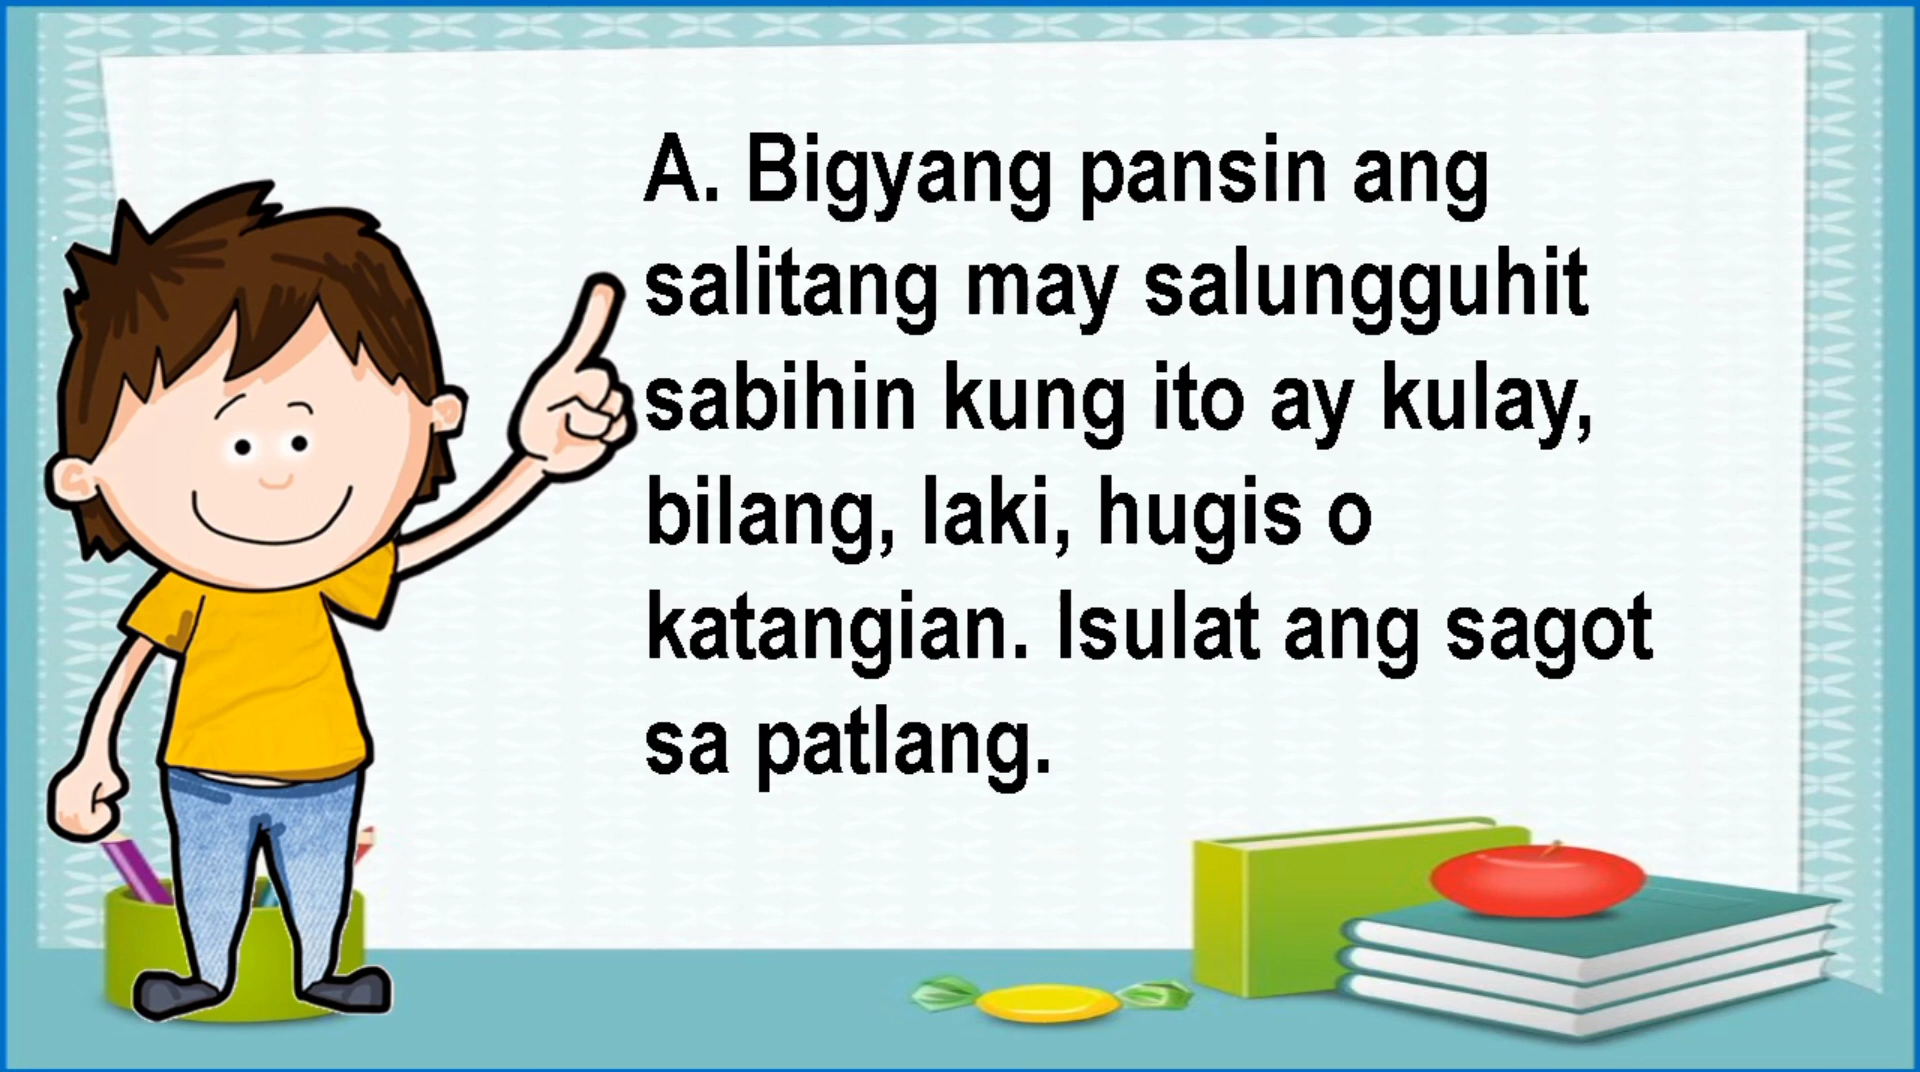 A. Bigyang pansin ang
salitang may salungguhit
sabihin kung ito ay kulay,
bilang, laki, hugis o
katangian. Isulat ang sagot
sa patlang.